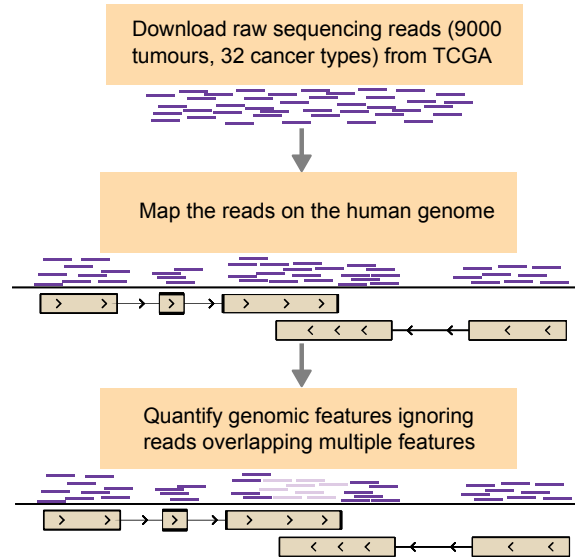 Download raw sequencing reads (9000
tumours, 32 cancer types) from TCGA
Map the reads on the human genome
Quantify genomic features ignoring
reads overlapping multiple features